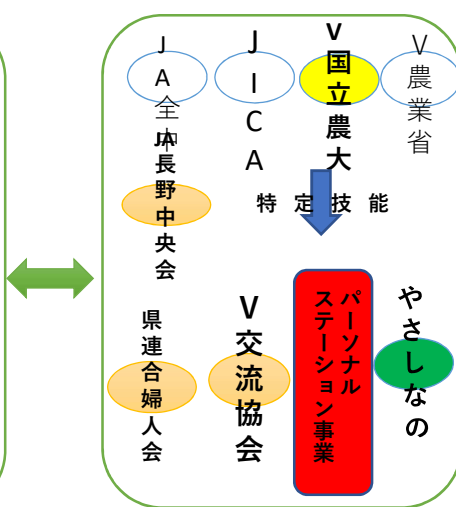 JA全中
JICA
V国立農大
V農業省
JA長野中央会
特定技能
県連合婦人会
V交流協会
パーソナル
ステーション事業
やさしなの